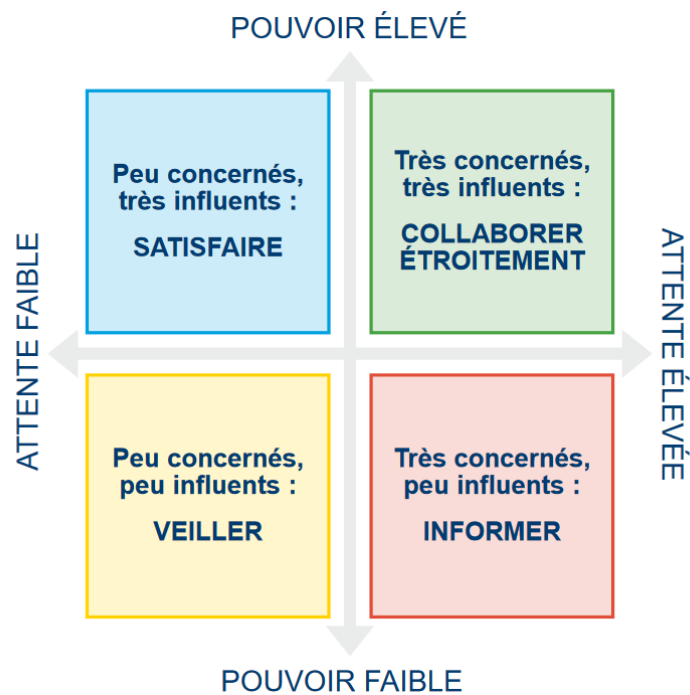 POUVOIR ÉLEVÉ
Peu concernés,
très influents :
SATISFAIRE
Très concernés,
très influents :
COLLABORER
ÉTROITEMENT
ATTENTE FAIBLE
ATTENTE ÉLEVÉE
Peu concernés,
peu influents :
VEILLER
Très concernés,
peu influents :
INFORMER
POUVOIR FAIBLE